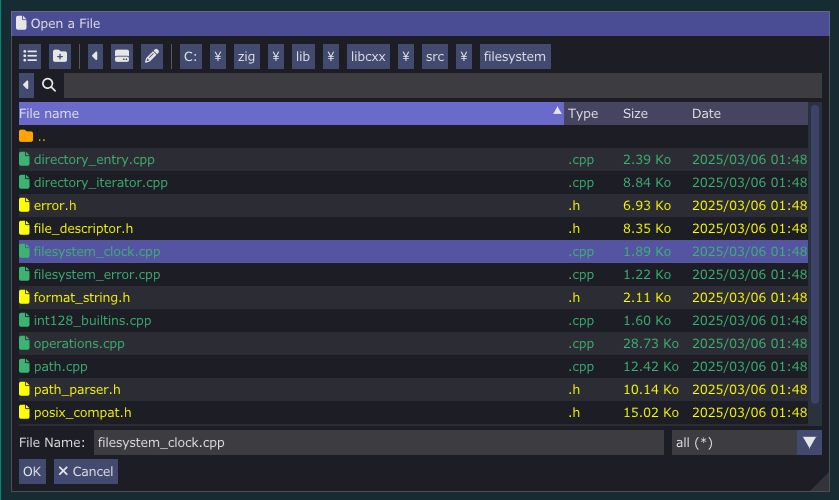 Open a File
C: ¥ zig ¥ lib ¥ libcxx ¥ src ¥ filesystem
File name Type Size Date
..
directory_entry.cpp .cpp 2.39 Ko 2025/03/06 01:48
directory_iterator.cpp .cpp 8.84 Ko 2025/03/06 01:48
error.h .h 6.93 Ko 2025/03/06 01:48
file_descriptor.h .h 8.35 Ko 2025/03/06 01:48
filesystem_clock.cpp .cpp 1.89 Ko 2025/03/06 01:48
filesystem_error.cpp .cpp 1.22 Ko 2025/03/06 01:48
format_string.h .h 2.11 Ko 2025/03/06 01:48
int128_builtins.cpp .cpp 1.60 Ko 2025/03/06 01:48
operations.cpp .cpp 28.73 Ko 2025/03/06 01:48
path.cpp .cpp 12.42 Ko 2025/03/06 01:48
path_parser.h .h 10.14 Ko 2025/03/06 01:48
posix_compat.h .h 15.02 Ko 2025/03/06 01:48
File Name: filesystem_clock.cpp all (*)
OK Cancel